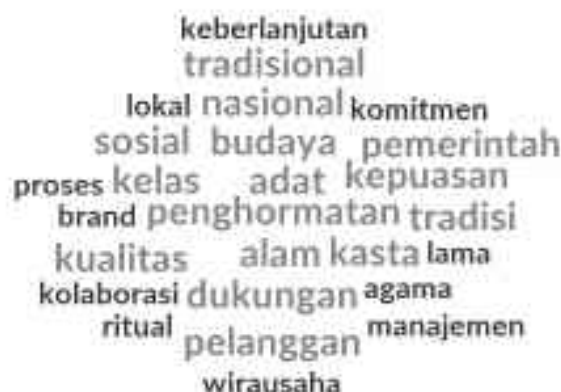 keberlanjutan
tradisional
lokal nasional komitmen
sosial budaya pemerintah
proses kelas adat kepuasan
brand penghormatan tradisi
kualitas alam kasta lama
kolaborasi dukungan agama
ritual pelanggan manajemen
wirausaha